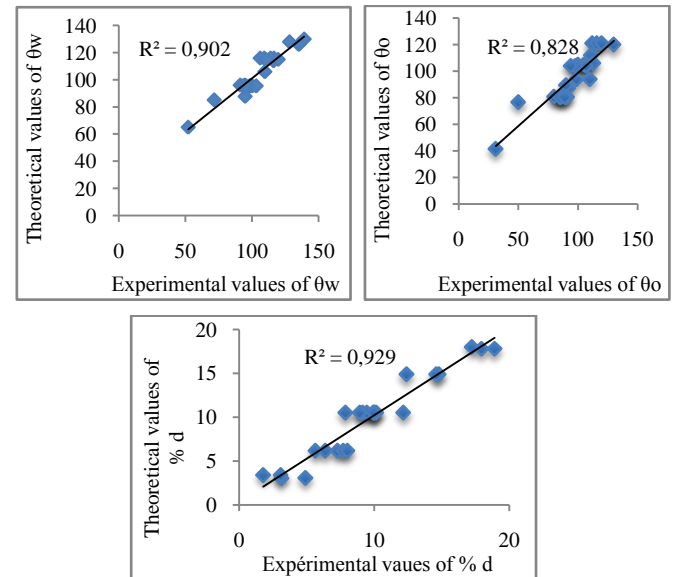 Theoretical values of θw
140
120
100
80
60
40
20
0
R² = 0,902
0 50 100 150
Experimental values of θw
Theoretical values of θo
140
120
100
80
60
40
20
0
R² = 0,828
0 50 100 150
Experimental values of θo
Theoretical values of
% d
20
15
10
5
0
R² = 0,929
0 10 20
Expérimental vaues of % d